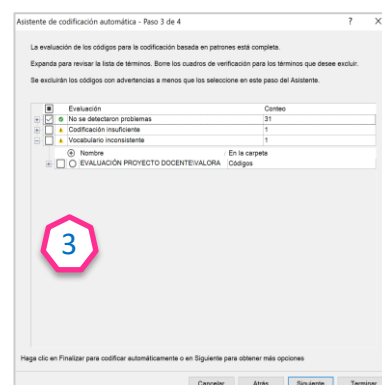 Asistente de codificación automática - Paso 3 de 4 ? X
La evaluación de los códigos para la codificación basada en patrones está completa.
Expanda para revisar la lista de términos. Borre los cuadros de verificación para los términos que desee excluir.
Se excluirán los códigos con advertencias a menos que los seleccione en este paso del Asistente.
Evaluación Conteo
No se detectaron problemas 31
Codificación insuficiente 1
Vocabulario inconsistente 1
Nombre En la carpeta
EVALUACIÓN PROYECTO DOCENTE\VALORA Códigos
3
Haga clic en Finalizar para codificar automáticamente o en Siguiente para obtener más opciones
Cancelar Atrás Siguiente Terminar